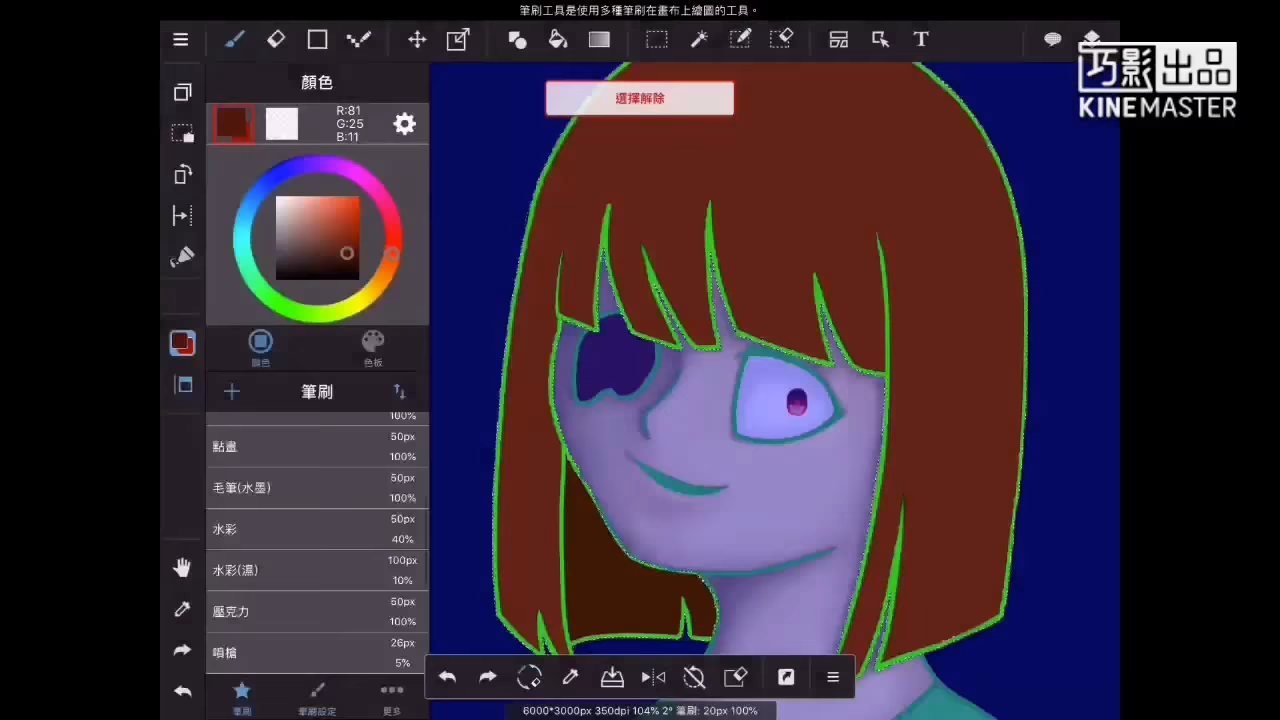 筆刷工具是使用多種筆刷在畫布上繪圖的工具。
T
巧影出品
KINEMASTER
顏色
R:81
G:25
B:11
選擇解除
顏色
色板
筆刷
100%
點畫
50px
100%
毛筆(水墨)
50px
100%
水彩
50px
40%
水彩(濕)
100px
10%
壓克力
50px
100%
噴槍
26px
5%
筆刷
筆刷設定
更多
6000*3000px 350dpi 104% 2° 筆刷: 20px 100%